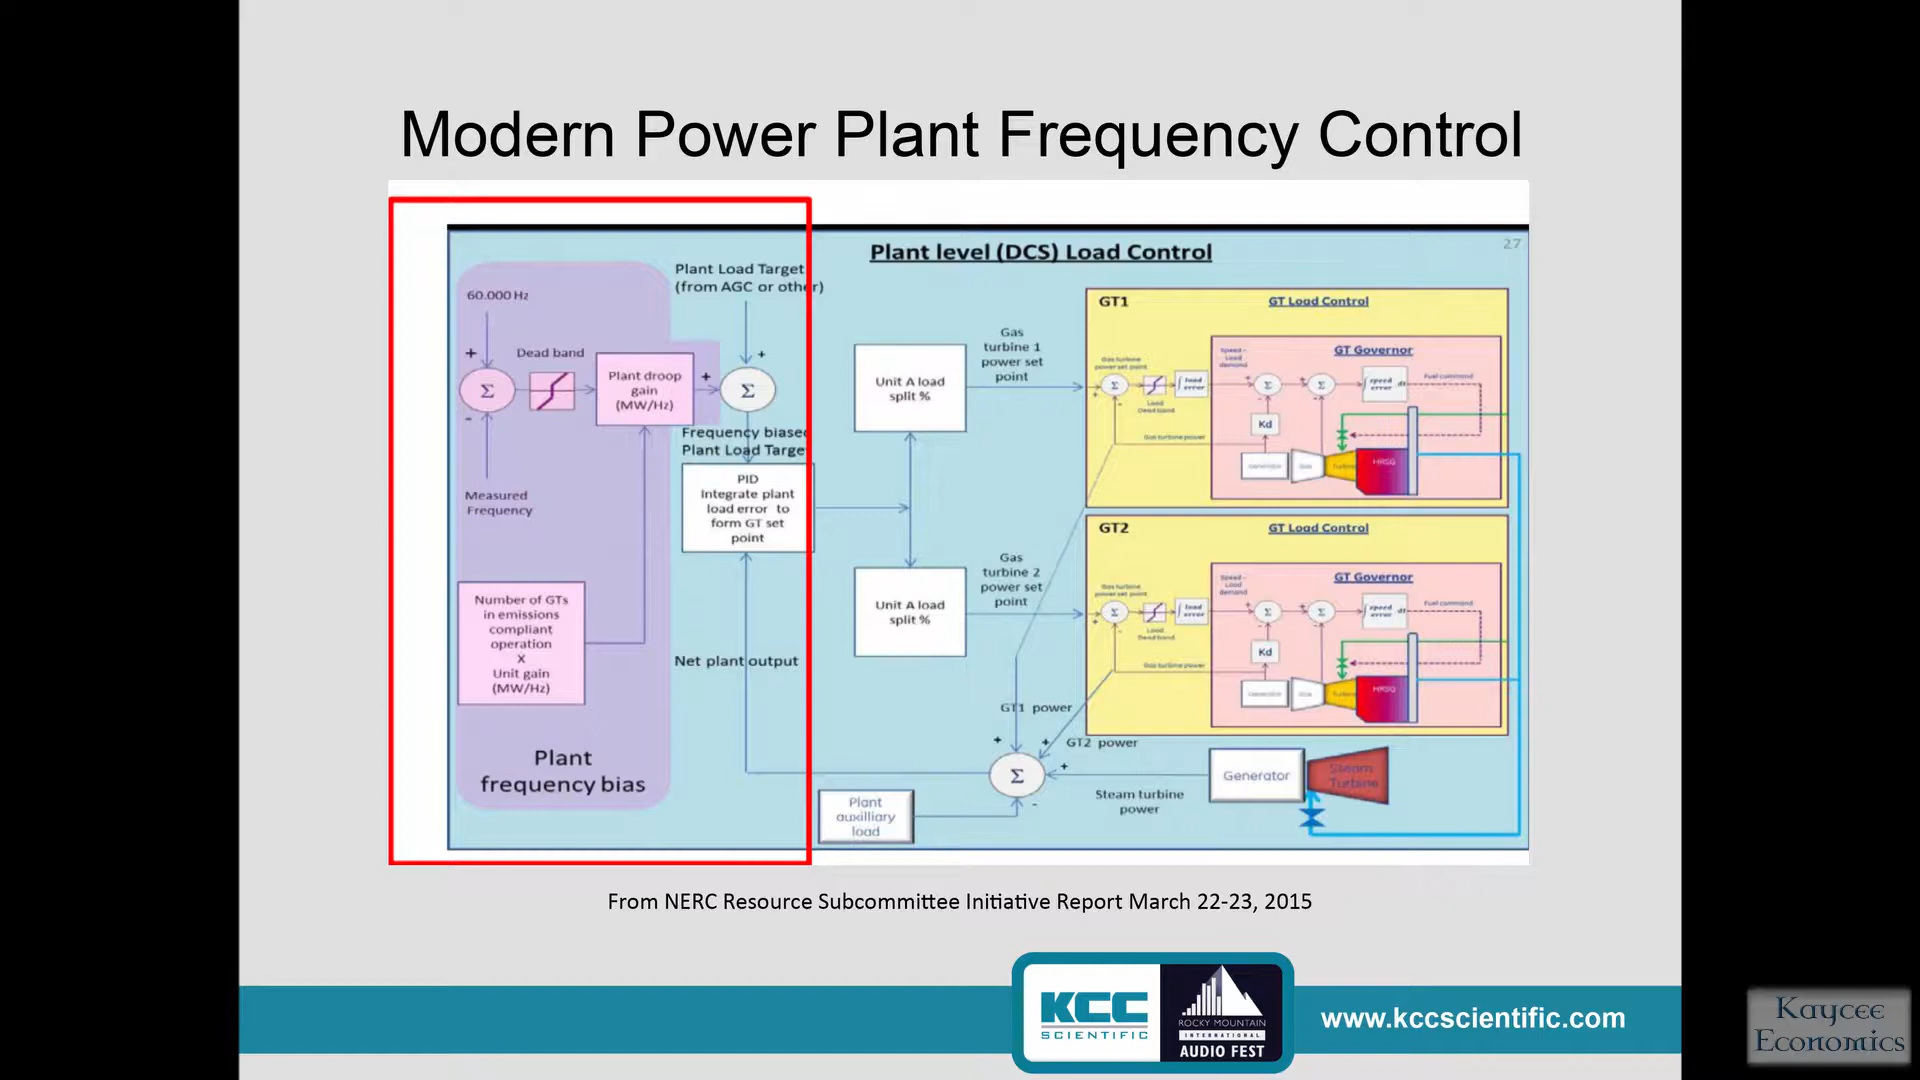 Modern Power Plant Frequency Control
Plant level (DCS) Load Control
27
60.000 Hz
Plant Load Target
(from AGC or other)
+
+
Dead band
Σ
-
Plant droop
gain
(MW/Hz)
+
Σ
Frequency biased
Plant Load Target
PID
Integrate plant
load error to
form GT set
point
Measured
Frequency
Number of GTs
in emissions
compliant
operation
X
Unit gain
(MW/Hz)
Net plant output
Plant
frequency bias
Unit A load
split %
Gas
turbine 1
power set
point
Unit A load
split %
Gas
turbine 2
power set
point
GT1
GT Load Control
GT Governor
Gas turbine
power set point
Speed -
Load
demand
Σ
load
error
Load
Dead band
Σ
Σ
speed
error dt
Fuel command
Kd
Gas turbine power
Generator
Turbine
HRSG
GT2
GT Load Control
GT Governor
Gas turbine
power set point
Speed -
Load
demand
Σ
load
error
Load
Dead band
Σ
Σ
speed
error dt
Fuel command
Kd
Gas turbine power
Generator
Turbine
HRSG
GT1 power
+
+
GT2 power
Σ
+
-
Steam turbine
power
Generator
Steam
Turbine
Plant
auxilliary
load
From NERC Resource Subcommittee Initiative Report March 22-23, 2015
KCC
SCIENTIFIC
ROCKY MOUNTAIN
INTERNATIONAL
AUDIO FEST
www.kccscientific.com
Kaycee
Economics